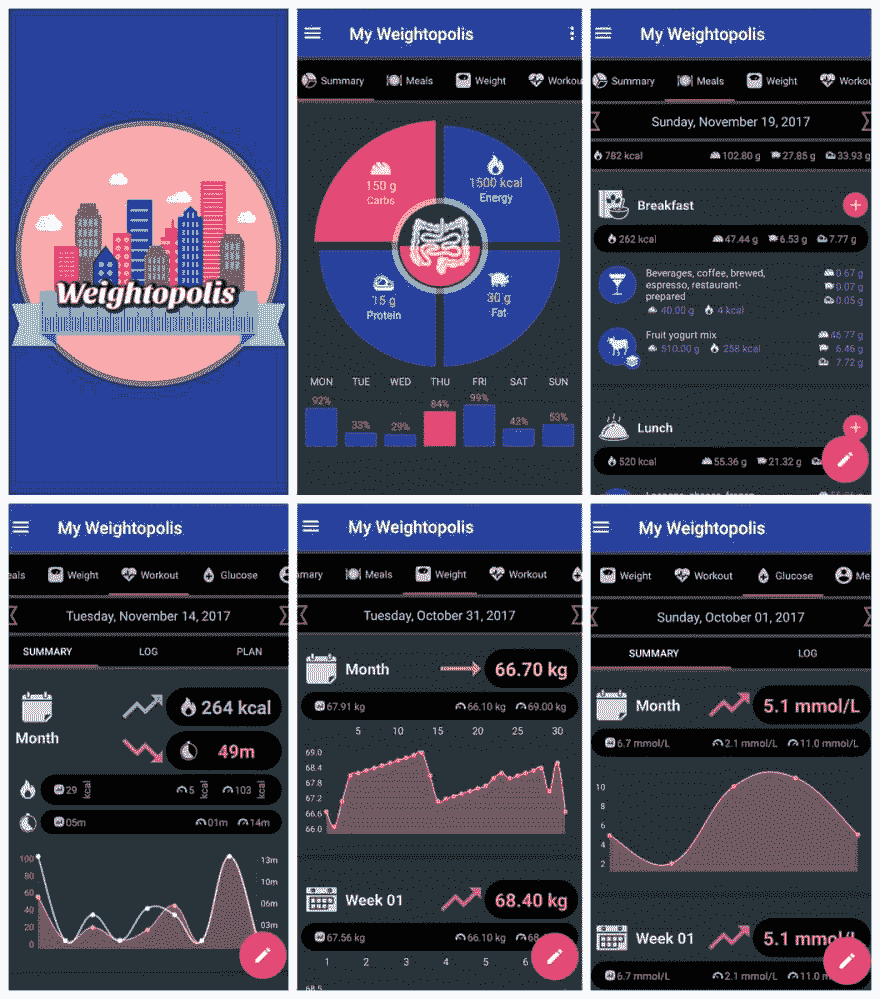 Weightopolis
My Weightopolis
Summary Meals Weight Workou
150 g
Carbs
1500 kcal
Energy
15 g
Protein
30 g
Fat
MON TUE WED THU FRI SAT SUN
92% 33% 29% 84% 99% 42% 53%
My Weightopolis
Summary Meals Weight Workou
Sunday, November 19, 2017
782 kcal 102.80 g 27.85 g 33.93 g
Breakfast
262 kcal 47.44 g 6.53 g 7.77 g
Beverages, coffee, brewed,
espresso, restaurant-
prepared
40.00 g 4 kcal
0.67 g
0.07 g
0.05 g
Fruit yogurt mix
510.00 g 258 kcal
46.77 g
6.46 g
7.72 g
Lunch
520 kcal 55.36 g 21.32 g
My Weightopolis
eals Weight Workout Glucose
Tuesday, November 14, 2017
SUMMARY LOG PLAN
Month
264 kcal
49m
29 kcal 5 kcal 103 kcal
05m 01m 14m
100
80
60
40
20
0
13m
10m
06m
03m
My Weightopolis
mmary Meals Weight Workout
Tuesday, October 31, 2017
Month 66.70 kg
67.91 kg 66.10 kg 69.00 kg
5 10 15 20 25 30
69.0
68.4
67.8
67.2
66.6
66.0
Week 01 68.40 kg
67.56 kg 66.10 kg 68
1 2 3 4 5 6
68.5
My Weightopolis
Weight Workout Glucose Me
Sunday, October 01, 2017
SUMMARY LOG
Month 5.1 mmol/L
6.7 mmol/L 2.1 mmol/L 11.0 mmol/L
10
8
6
4
2
Week 01 5.1 mmol/L
6.7 mmol/L 2.1 mmol/L 11.0 m